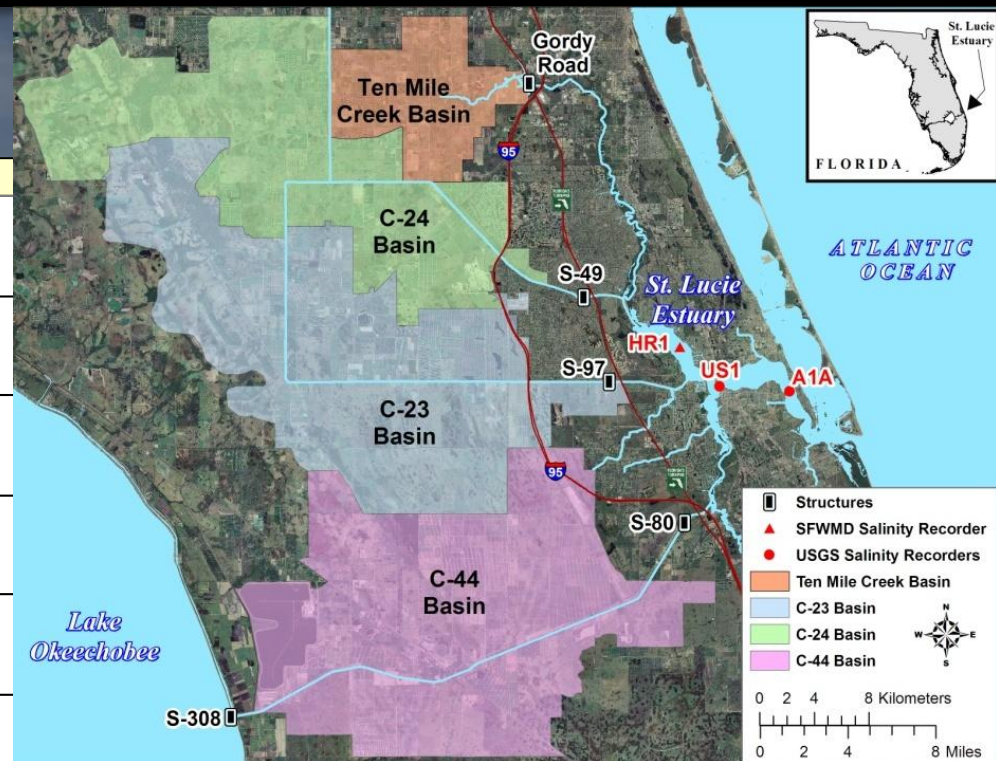 St. Lucie
Estuary
FLORIDA
Gordy
Road
Ten Mile
Creek Basin
95
C-24
Basin
ATLANTIC
OCEAN
S-49
St. Lucie
Estuary
HR1
S-97
US1
A1A
C-23
Basin
95
S-80
C-44
Basin
Lake
Okeechobee
S-308
Structures
SFWMD Salinity Recorder
USGS Salinity Recorders
Ten Mile Creek Basin
C-23 Basin
C-24 Basin
C-44 Basin
N
W E
S
0 2 4 8 Kilometers
0 2 4 8 Miles